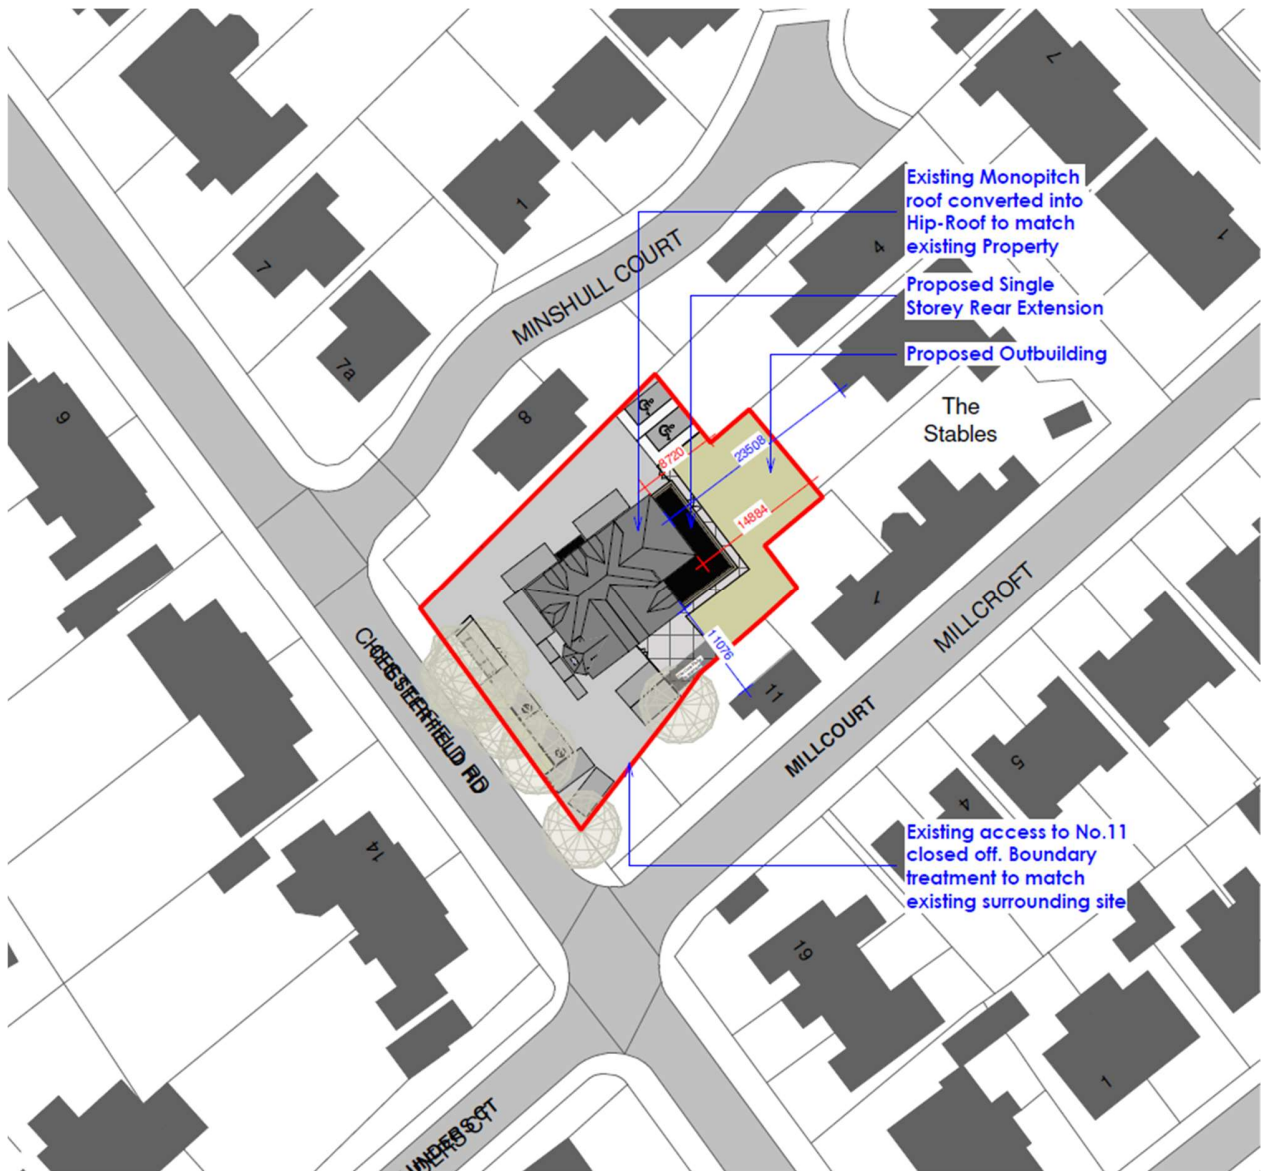 Existing Monopitch
roof converted into
Hip-Roof to match
existing Property
Proposed Single
Storey Rear Extension
Proposed Outbuilding
The
Stables
MINSHULL COURT
MILLCROFT
MILLCOURT
Existing access to No.11
closed off. Boundary
treatment to match
existing surrounding site
8720
23508
14884
11076
7
7a
1
8
4
7
1
9
1
11
5
4
14
19
1